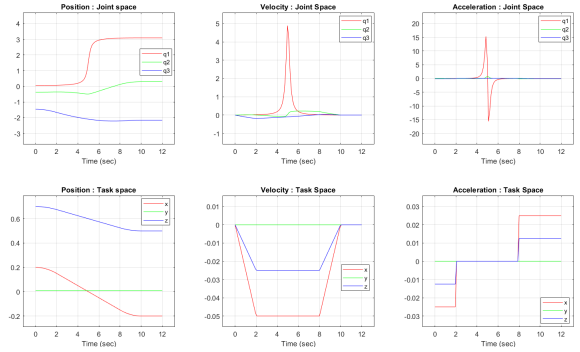 Position : Joint space
3
2
1
0
-1
-2
-3
q1
q2
q3
0 2 4 6 8 10 12
Time (sec)
Velocity : Joint Space
5
4
3
2
1
0
-1
q1
q2
q3
0 2 4 6 8 10 12
Time (sec)
Acceleration : Joint Space
20
15
10
5
0
-5
-10
-15
-20
q1
q2
q3
0 2 4 6 8 10 12
Time (sec)
Position : Task space
0.6
0.4
0.2
0
-0.2
x
y
z
0 2 4 6 8 10 12
Time (sec)
Velocity : Task Space
0
-0.01
-0.02
-0.03
-0.04
-0.05
x
y
z
0 2 4 6 8 10 12
Time (sec)
Acceleration : Task Space
0.03
0.02
0.01
0
-0.01
-0.02
-0.03
x
y
z
0 2 4 6 8 10 12
Time (sec)